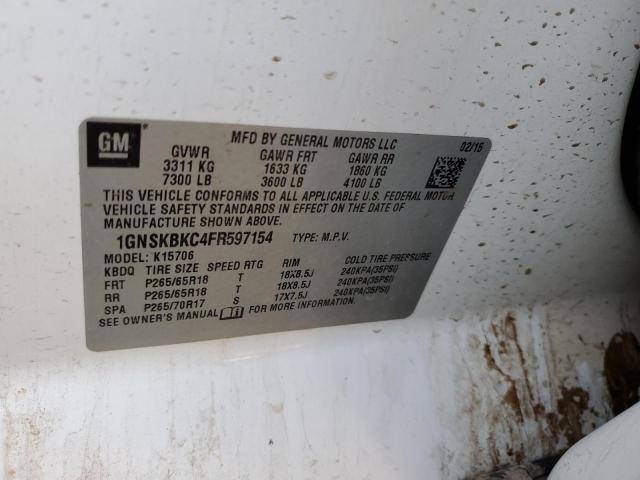 GM
MFD BY GENERAL MOTORS LLC 02/15
GVWR GAWR FRT GAWR RR
3311 KG 1633 KG 1860 KG
7300 LB 3600 LB 4100 LB
THIS VEHICLE CONFORMS TO ALL APPLICABLE U.S. FEDERAL MOTOR
VEHICLE SAFETY STANDARDS IN EFFECT ON THE DATE OF
MANUFACTURE SHOWN ABOVE.
1GNSKBKC4FR597154 TYPE: M.P.V.
MODEL: K15706
KBDQ TIRE SIZE SPEED RTG RIM COLD TIRE PRESSURE
FRT P265/65R18 T 18X8.5J 240KPA(35PSI)
RR P265/65R18 T 18X8.5J 240KPA(35PSI)
SPA P265/70R17 S 17X7.5J 240KPA(35PSI)
SEE OWNER'S MANUAL FOR MORE INFORMATION.